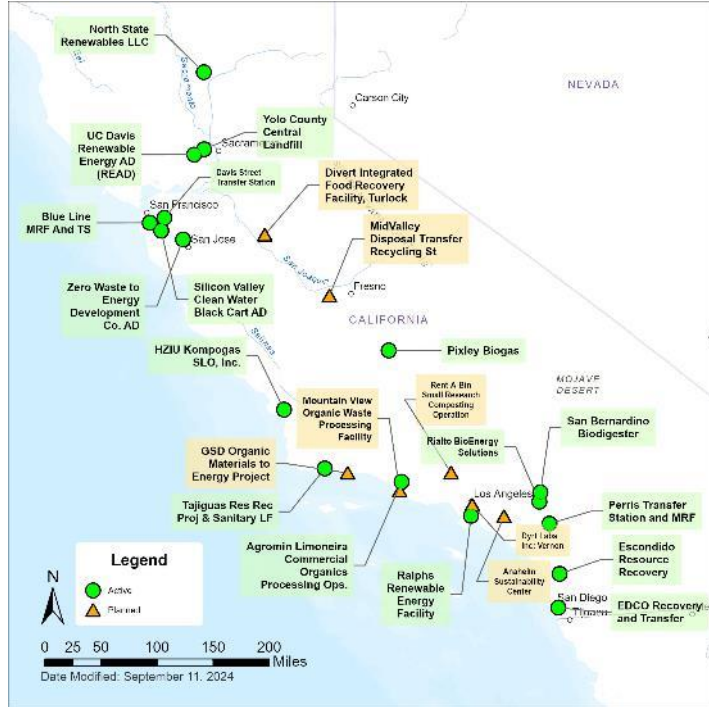 North State
Renewables LLC
Sacramento
Carson City
NEVADA
Yolo County
Central
Landfill
UC Davis
Renewable
Energy AD
(READ)
Davis Street
Transfer Station
Divert Integrated
Food Recovery
Facility, Turlock
San Francisco
Blue Line
MRF And TS
San Jose
MidValley
Disposal Transfer
Recycling St
San Joaquin
Fresno
Zero Waste to
Energy
Development
Co. AD
Silicon Valley
Clean Water
Black Cart AD
CALIFORNIA
Salinas
HZIU Kompogas
SLO, Inc.
Pixley Biogas
MOJAVE
DESERT
Rent A Bin
Small Research
Composting
Operation
Mountain View
Organic Waste
Processing
Facility
San Bernardino
Biodigester
Rialto BioEnergy
Solutions
GSD Organic
Materials to
Energy Project
Los Angeles
Tajiguas Res Rec
Proj & Sanitary LF
Perris Transfer
Station and MRF
Agromin Limoneira
Commercial
Organics
Processing Ops.
Inc: Vernon
Ralphs
Renewable
Energy
Facility
Anaheim
Sustainability
Center
Escondido
Resource
Recovery
San Diego
EDCO Recovery
and Transfer
Legend
Active
Planned
N
0 25 50 100 150 200
Miles
Date Modified: September 11, 2024